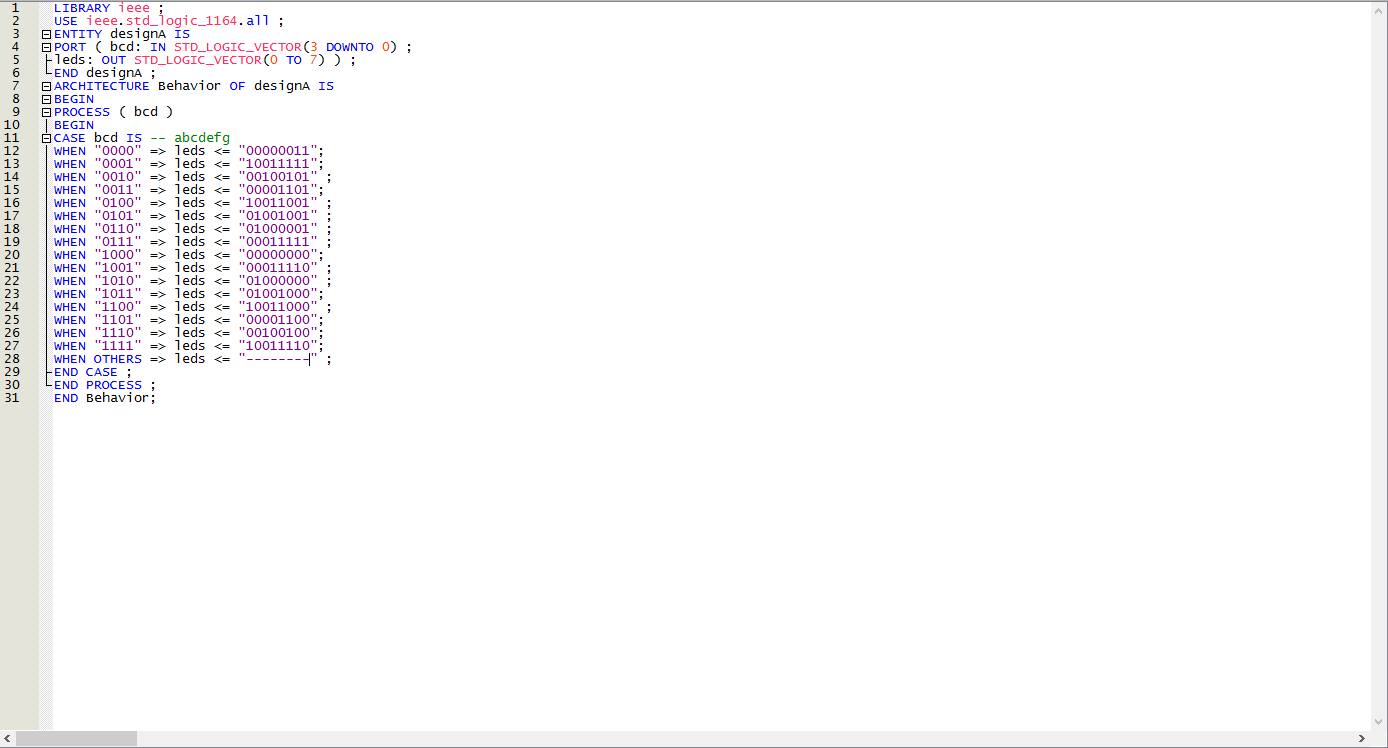 1 LIBRARY ieee ;
2 USE ieee.std_logic_1164.all ;
3 ENTITY designA IS
4 PORT ( bcd: IN STD_LOGIC_VECTOR(3 DOWNTO 0) ;
5 leds: OUT STD_LOGIC_VECTOR(0 TO 7) ) ;
6 END designA ;
7 ARCHITECTURE Behavior OF designA IS
8 BEGIN
9 PROCESS ( bcd )
10 BEGIN
11 CASE bcd IS -- abcdefg
12 WHEN "0000" => leds <= "00000011";
13 WHEN "0001" => leds <= "10011111";
14 WHEN "0010" => leds <= "00100101" ;
15 WHEN "0011" => leds <= "00001101";
16 WHEN "0100" => leds <= "10011001" ;
17 WHEN "0101" => leds <= "01001001" ;
18 WHEN "0110" => leds <= "01000001" ;
19 WHEN "0111" => leds <= "00011111" ;
20 WHEN "1000" => leds <= "00000000";
21 WHEN "1001" => leds <= "00011110" ;
22 WHEN "1010" => leds <= "01000000" ;
23 WHEN "1011" => leds <= "01001000";
24 WHEN "1100" => leds <= "10011000" ;
25 WHEN "1101" => leds <= "00001100";
26 WHEN "1110" => leds <= "00100100";
27 WHEN "1111" => leds <= "10011110";
28 WHEN OTHERS => leds <= "--------" ;
29 END CASE ;
30 END PROCESS ;
31 END Behavior;